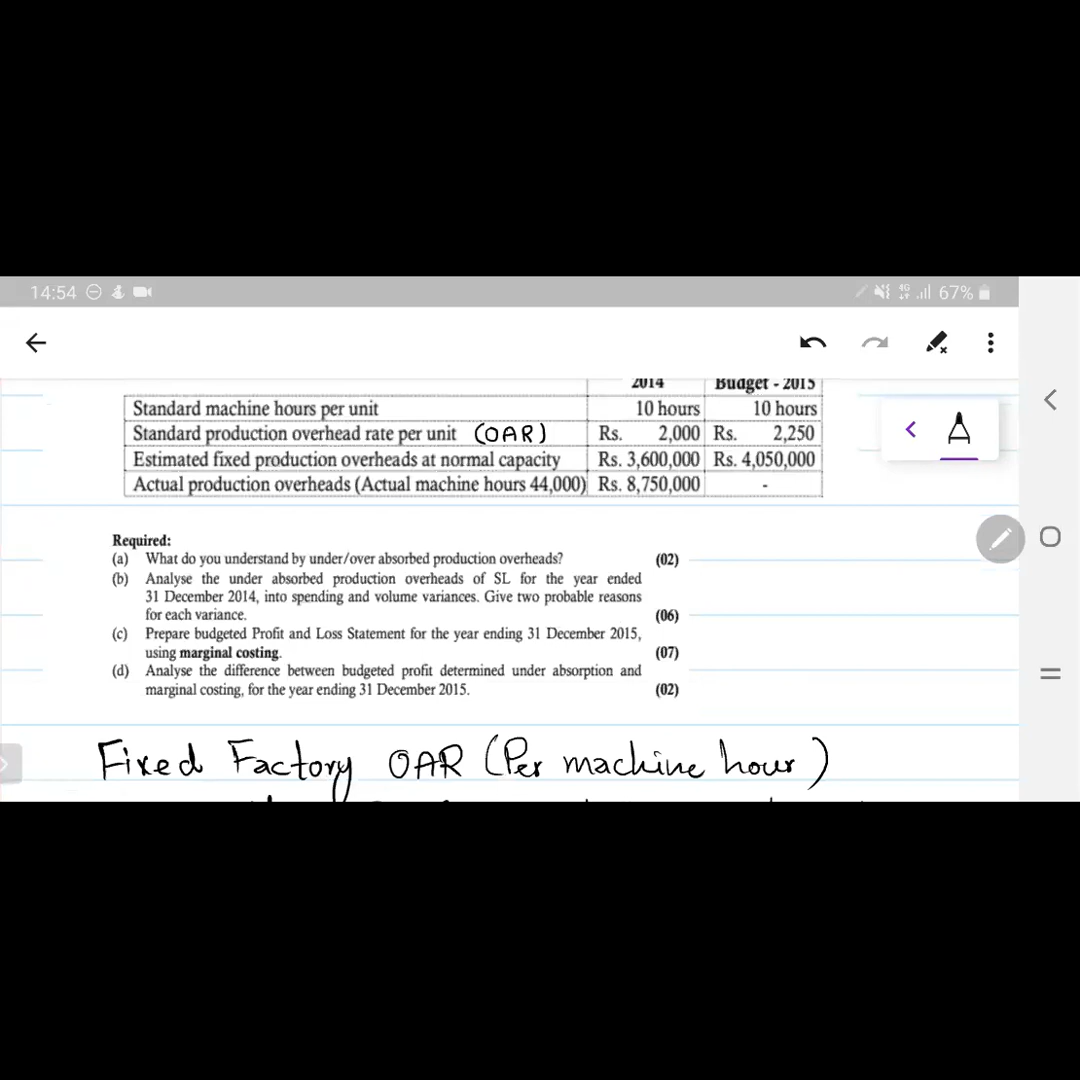 14:54 4G 67%
2014 Budget - 2015
Standard machine hours per unit 10 hours 10 hours
Standard production overhead rate per unit (OAR) Rs. 2,000 Rs. 2,250
Estimated fixed production overheads at normal capacity Rs. 3,600,000 Rs. 4,050,000
Actual production overheads (Actual machine hours 44,000) Rs. 8,750,000 -
Required:
(a) What do you understand by under/over absorbed production overheads? (02)
(b) Analyse the under absorbed production overheads of SL for the year ended
31 December 2014, into spending and volume variances. Give two probable reasons
for each variance. (06)
(c) Prepare budgeted Profit and Loss Statement for the year ending 31 December 2015,
using marginal costing. (07)
(d) Analyse the difference between budgeted profit determined under absorption and
marginal costing, for the year ending 31 December 2015. (02)
Fixed Factory OAR (Per machine hour)